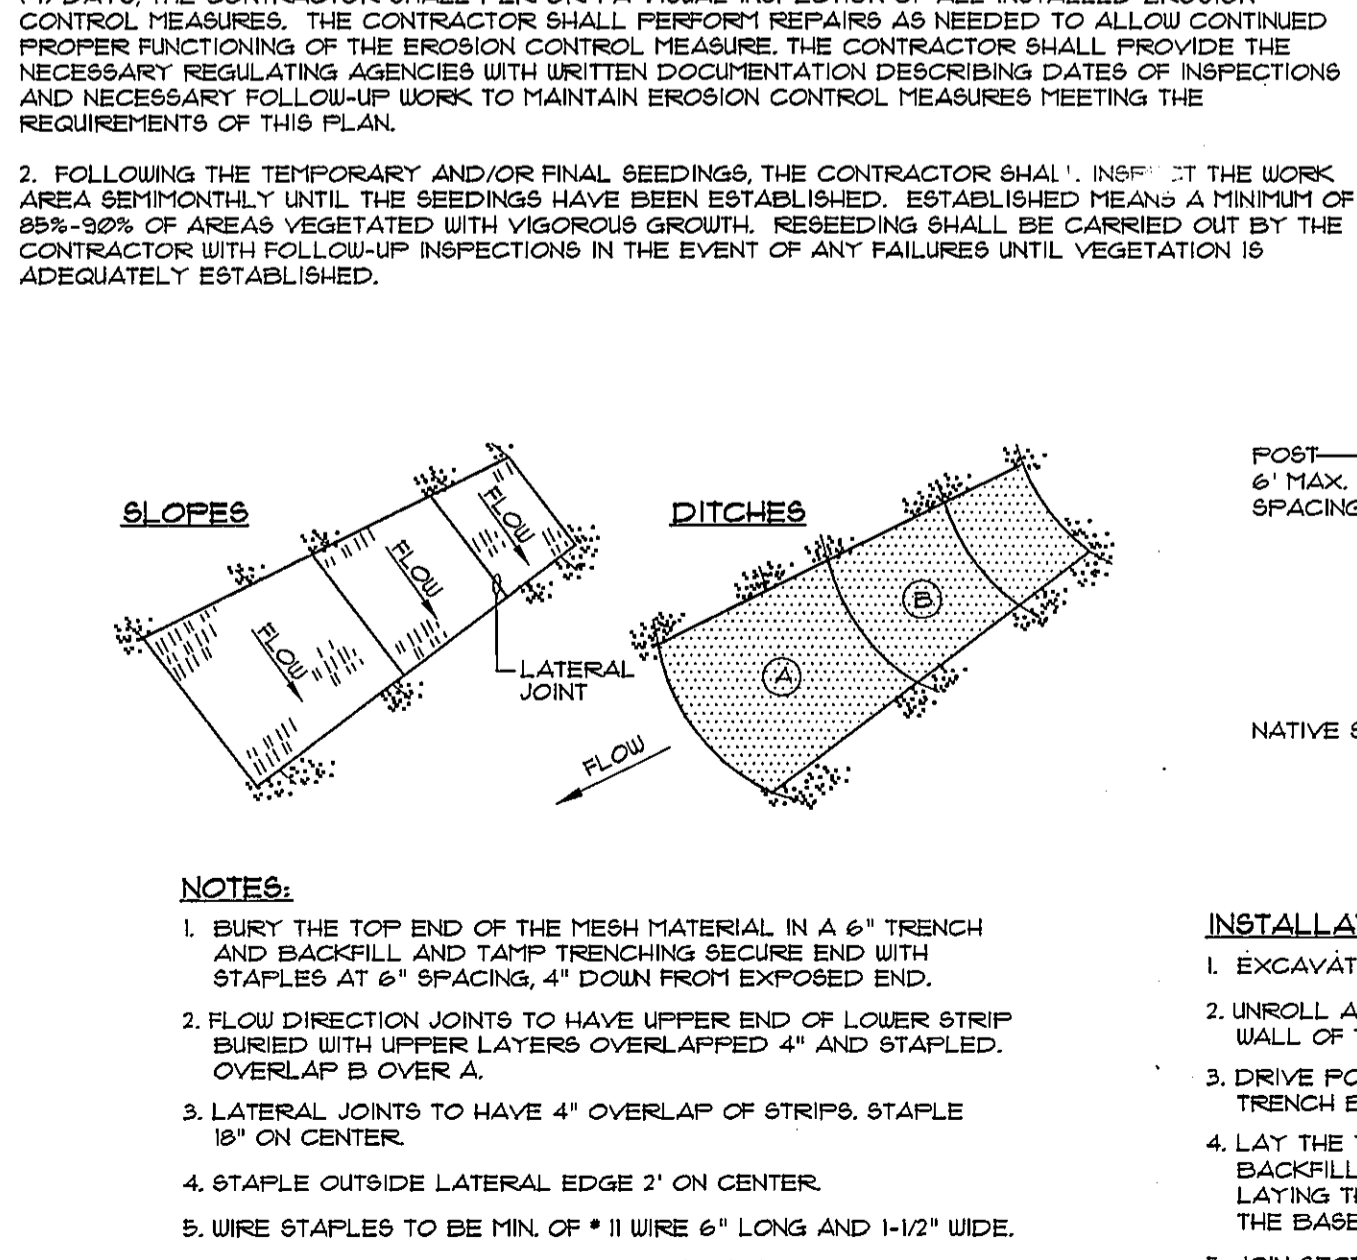 CONTROL MEASURES. THE CONTRACTOR SHALL PERFORM REPAIRS AS NEEDED TO ALLOW CONTINUED
PROPER FUNCTIONING OF THE EROSION CONTROL MEASURE. THE CONTRACTOR SHALL PROVIDE THE
NECESSARY REGULATING AGENCIES WITH WRITTEN DOCUMENTATION DESCRIBING DATES OF INSPECTIONS
AND NECESSARY FOLLOW-UP WORK TO MAINTAIN EROSION CONTROL MEASURES MEETING THE
REQUIREMENTS OF THIS PLAN.
2. FOLLOWING THE TEMPORARY AND/OR FINAL SEEDINGS, THE CONTRACTOR THE WORK
AREA SEMIMONTHLY UNTIL THE SEEDINGS HAVE BEEN ESTABLISHED. ESTABLISHED MEANS A MINIMUM OF
85%-90% OF AREAS VEGETATED WITH VIGOROUS GROWTH. RESEEDING SHALL BE CARRIED OUT BY THE
CONTRACTOR WITH FOLLOW-UP INSPECTIONS IN THE EVENT OF ANY FAILURES UNTIL VEGETATION IS
ADEQUATELY ESTABLISHED.
SLOPES
FLOW
FLOW
FLOW
LATERAL
JOINT
DITCHES
A
B
FLOW
POST
6' MAX.
SPACING
NATIVE S
NOTES:
1. BURY THE TOP END OF THE MESH MATERIAL IN A 6" TRENCH
AND BACKFILL AND TAMP TRENCHING SECURE END WITH
STAPLES AT 6" SPACING, 4" DOWN FROM EXPOSED END.
2. FLOW DIRECTION JOINTS TO HAVE UPPER END OF LOWER STRIP
BURIED WITH UPPER LAYERS OVERLAPPED 4" AND STAPLED.
OVERLAP B OVER A.
3. LATERAL JOINTS TO HAVE 4" OVERLAP OF STRIPS. STAPLE
18" ON CENTER.
4. STAPLE OUTSIDE LATERAL EDGE 2' ON CENTER
5. WIRE STAPLES TO BE MIN. OF # 11 WIRE 6" LONG AND 1-1/2" WIDE.
INSTALLA
1. EXCAVAT
2. UNROLL A
WALL OF
3. DRIVE PO
TRENCH E
4. LAY THE
BACKFILL
LAYING TH
THE BASE